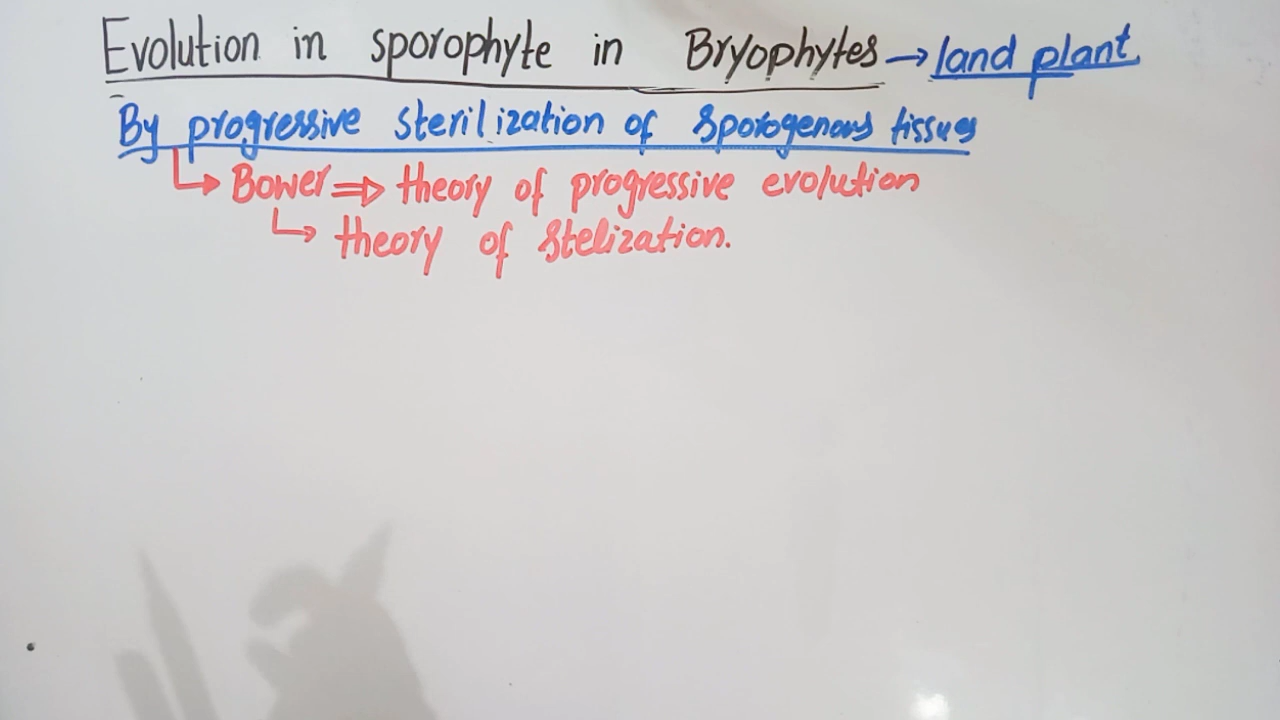 Evolution in sporophyte in Bryophytes → land plant.
By progressive sterilization of sporogenous tissues
↳ Bower ⇒ theory of progressive evolution
↳ theory of Stelization.